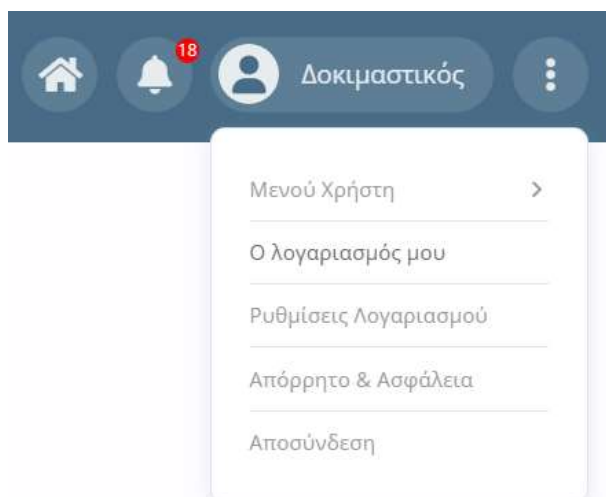 18
Δοκιμαστικός
Μενού Χρήστη
Ο λογαριασμός μου
Ρυθμίσεις Λογαριασμού
Απόρρητο & Ασφάλεια
Αποσύνδεση